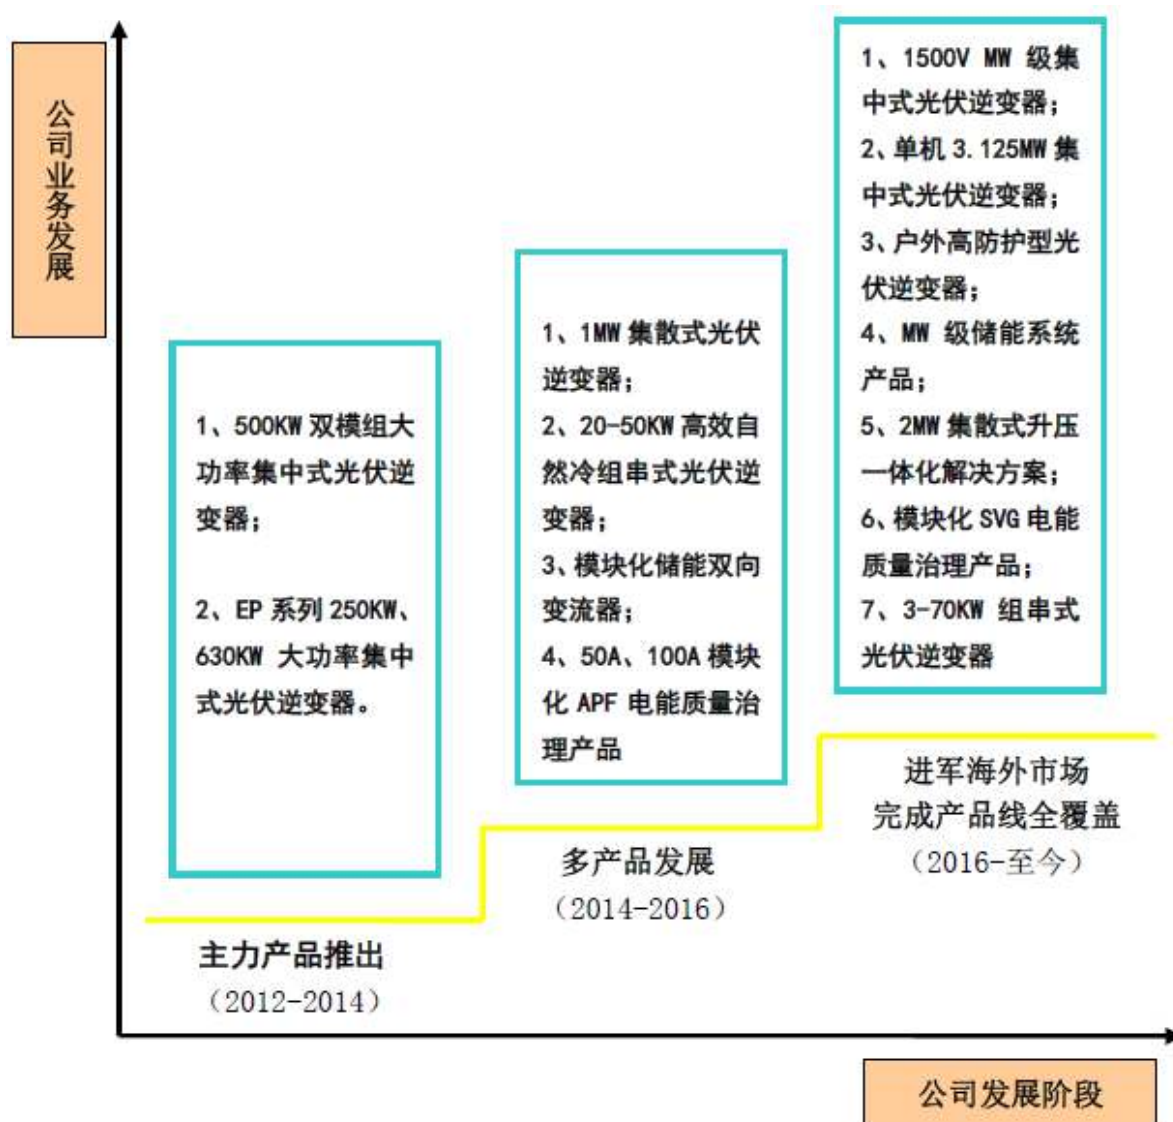 公司业务发展
1、500KW 双模组大
功率集中式光伏逆
变器；
2、EP 系列 250KW、
630KW 大功率集中
式光伏逆变器。
主力产品推出
（2012-2014）
1、1MW 集散式光伏
逆变器；
2、20-50KW 高效自
然冷组串式光伏逆
变器；
3、模块化储能双向
变流器；
4、50A、100A 模块
化 APF 电能质量治
理产品
多产品发展
（2014-2016）
1、1500V MW 级集
中式光伏逆变器；
2、单机 3.125MW 集
中式光伏逆变器；
3、户外高防护型光
伏逆变器；
4、MW 级储能系统
产品；
5、2MW 集散式升压
一体化解决方案；
6、模块化 SVG 电能
质量治理产品；
7、3-70KW 组串式
光伏逆变器
进军海外市场
完成产品线全覆盖
（2016-至今）
公司发展阶段